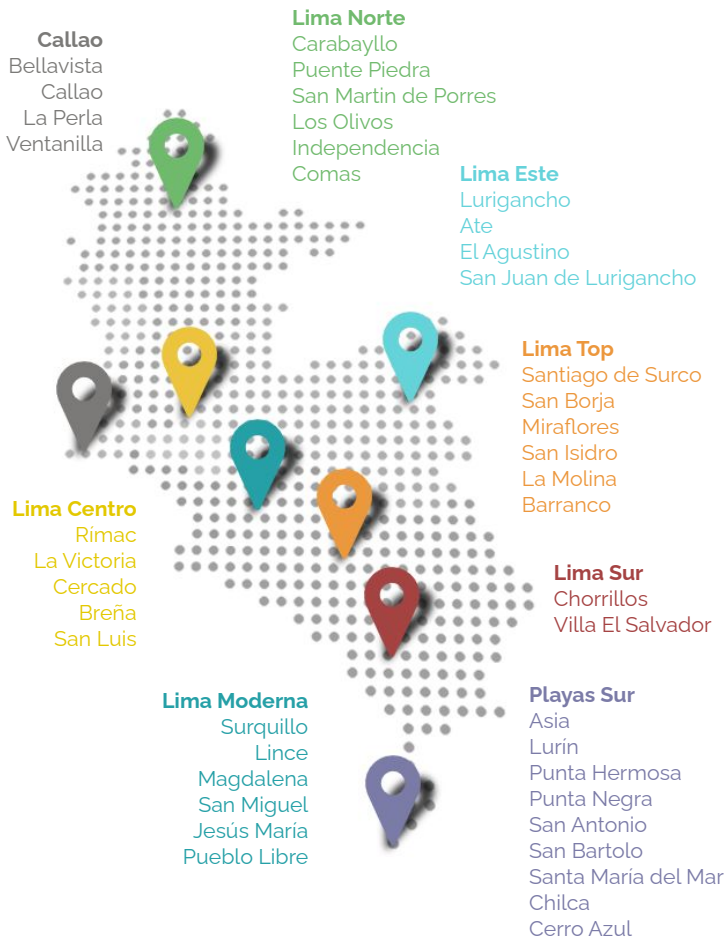 Callao
Bellavista
Callao
La Perla
Ventanilla
Lima Norte
Carabayllo
Puente Piedra
San Martin de Porres
Los Olivos
Independencia
Comas
Lima Este
Lurigancho
Ate
El Agustino
San Juan de Lurigancho
Lima Top
Santiago de Surco
San Borja
Miraflores
San Isidro
La Molina
Barranco
Lima Centro
Rímac
La Victoria
Cercado
Breña
San Luis
Lima Sur
Chorrillos
Villa El Salvador
Lima Moderna
Surquillo
Lince
Magdalena
San Miguel
Jesús María
Pueblo Libre
Playas Sur
Asia
Lurín
Punta Hermosa
Punta Negra
San Antonio
San Bartolo
Santa María del Mar
Chilca
Cerro Azul